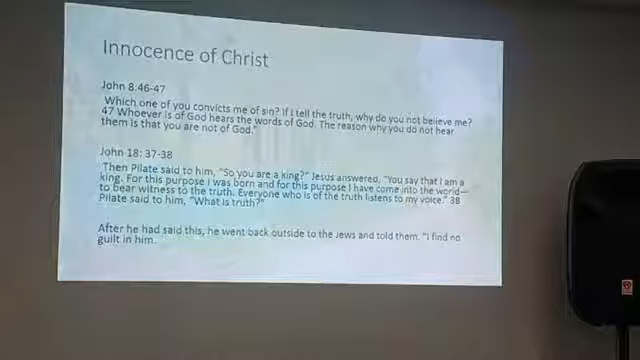 Innocence of Christ
John 8:46-47
Which one of you convicts me of sin? If I tell the truth, why do you not believe me?
47 Whoever is of God hears the words of God. The reason why you do not hear
them is that you are not of God."
John 18: 37-38
Then Pilate said to him, "So you are a king?" Jesus answered, "You say that I am a
king. For this purpose I was born and for this purpose I have come into the world—
to bear witness to the truth. Everyone who is of the truth listens to my voice." 38
Pilate said to him, "What is truth?"
After he had said this, he went back outside to the Jews and told them. "I find no
guilt in him.